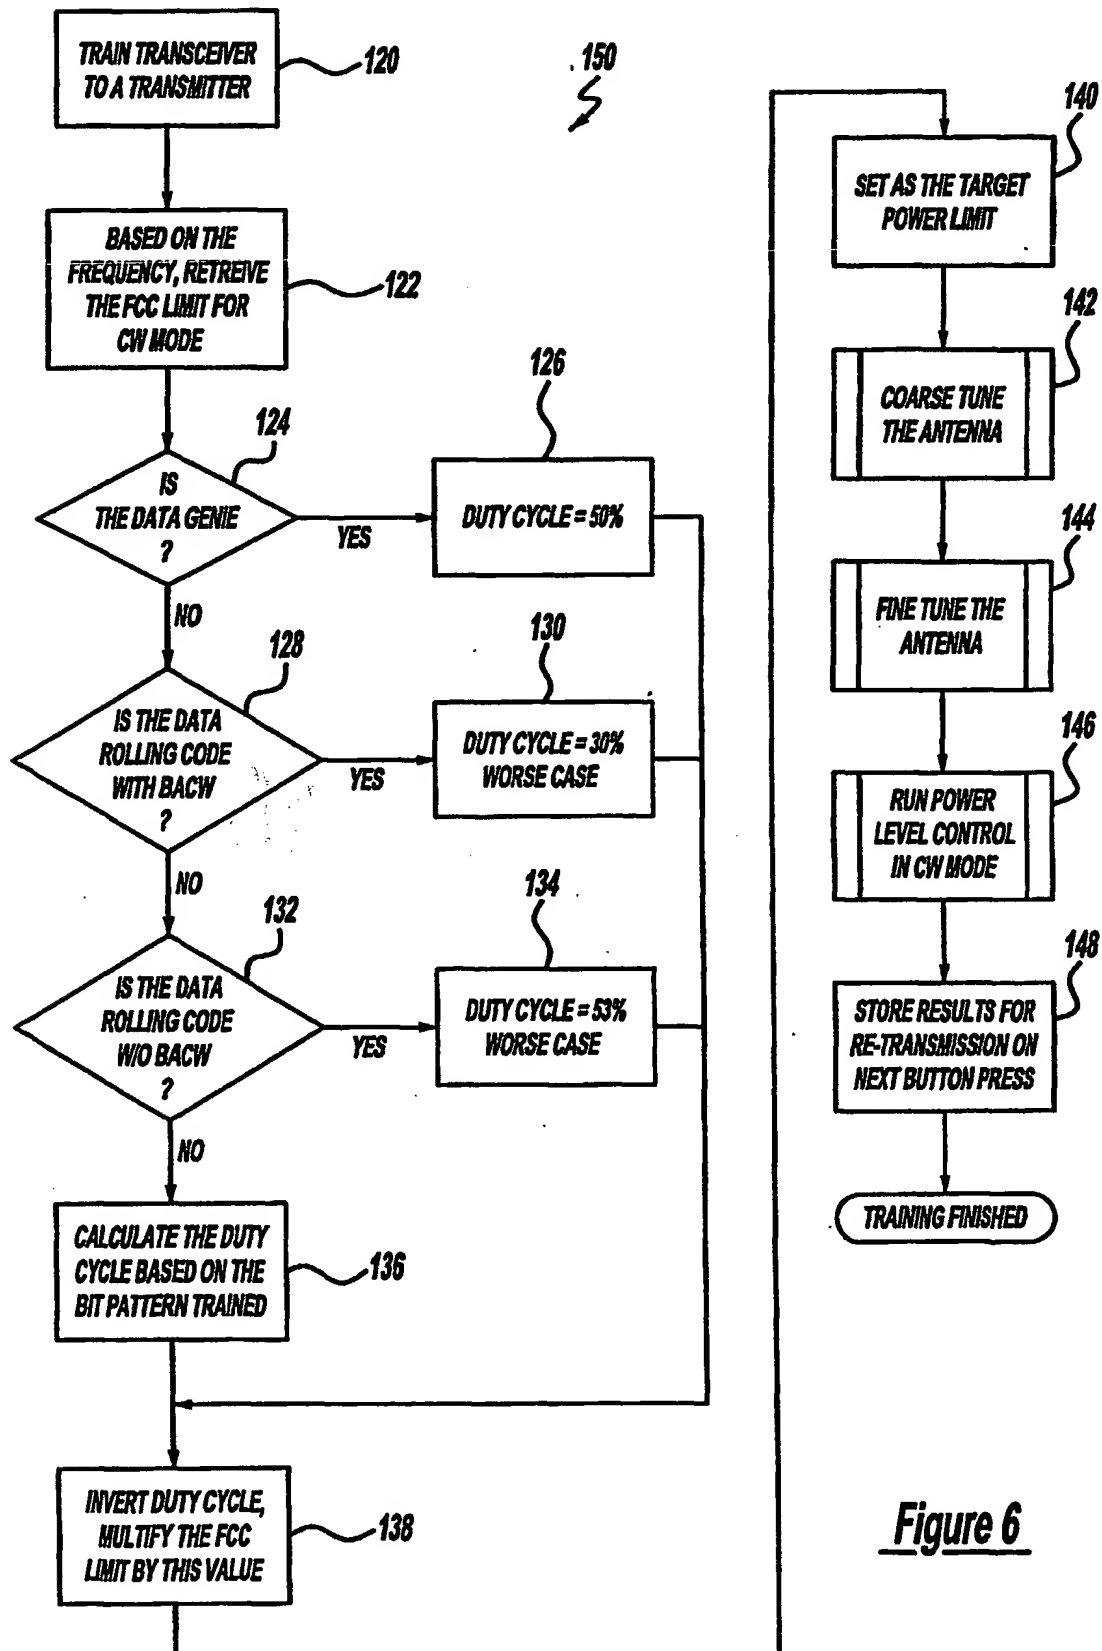 TRAIN TRANSCEIVER
TO A TRANSMITTER
120
150
BASED ON THE
FREQUENCY, RETREIVE
THE FCC LIMIT FOR
CW MODE
122
124
IS
THE DATA GENIE
?
YES
NO
126
DUTY CYCLE = 50%
128
IS THE DATA
ROLLING CODE
WITH BACW
?
YES
NO
130
DUTY CYCLE = 30%
WORSE CASE
132
IS THE DATA
ROLLING CODE
W/O BACW
?
YES
NO
134
DUTY CYCLE = 53%
WORSE CASE
CALCULATE THE DUTY
CYCLE BASED ON THE
BIT PATTERN TRAINED
136
INVERT DUTY CYCLE,
MULTIFY THE FCC
LIMIT BY THIS VALUE
138
140
SET AS THE TARGET
POWER LIMIT
142
COARSE TUNE
THE ANTENNA
144
FINE TUNE THE
ANTENNA
146
RUN POWER
LEVEL CONTROL
IN CW MODE
148
STORE RESULTS FOR
RE-TRANSMISSION ON
NEXT BUTTON PRESS
TRAINING FINISHED
Figure 6